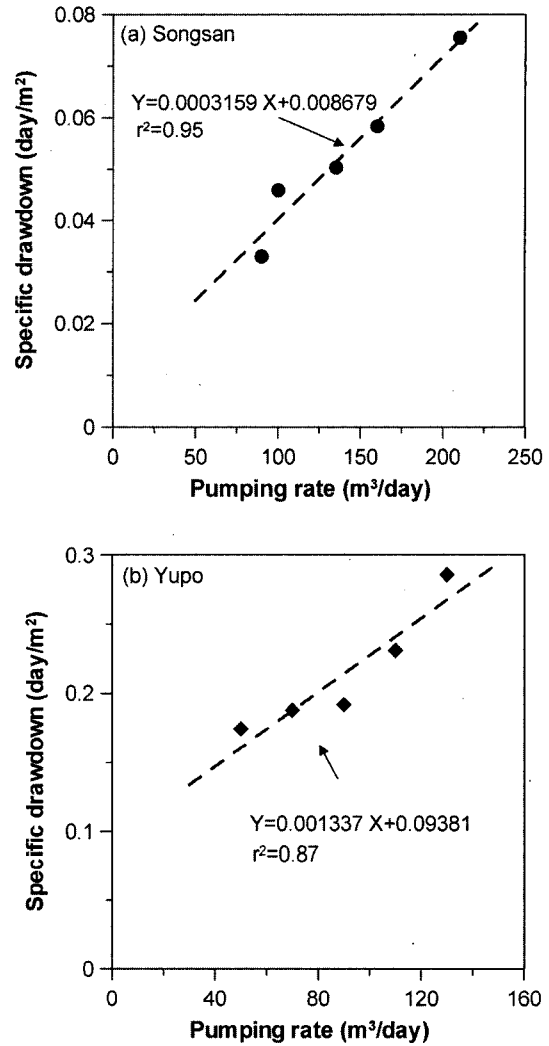 (a) Songsan
Y=0.0003159 X+0.008679
r²=0.95
0.08
0.06
0.04
0.02
0
Specific drawdown (day/m²)
0 50 100 150 200 250
Pumping rate (m³/day)
(b) Yupo
0.3
0.2
0.1
0
Specific drawdown (day/m²)
Y=0.001337 X+0.09381
r²=0.87
0 40 80 120 160
Pumping rate (m³/day)